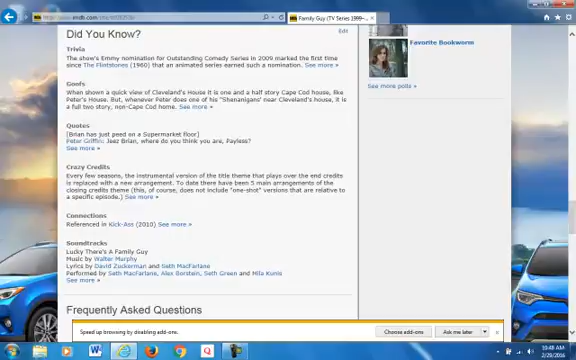 Family Guy (TV Series 1999-...
Did You Know?
Edit
Trivia
The show's Emmy nomination for Outstanding Comedy Series in 2009 marked the first time
since The Flintstones (1960) that an animated series earned such a nomination. See more »
Goofs
When shown a quick view of Cleveland's House it is one and a half story Cape Cod house, like
Peter's House. But, whenever Peter does one of his "Shenanigans" near Cleveland's house, it is
a full two story, non-Cape Cod home. See more »
Quotes
[Brian has just peed on a Supermarket floor]
Peter Griffin: Jeez Brian, where do you think you are, Payless?
See more »
Crazy Credits
Every few seasons, the instrumental version of the title theme that plays over the end credits
is replaced with a new arrangement. To date there have been 5 main arrangements of the
closing credits theme (this, of course, does not include "one-shot" versions that are relative to
a specific episode.) See more »
Connections
Referenced in Kick-Ass (2010) See more »
Soundtracks
Lucky There's A Family Guy
Music by Walter Murphy
Lyrics by David Zuckerman and Seth MacFarlane
Performed by Seth MacFarlane, Alex Borstein, Seth Green and Mila Kunis
See more »
Frequently Asked Questions
Favorite Bookworm
See more polls »
Speed up browsing by disabling add-ons.
Choose add-ons
Ask me later
10:48 AM
2/29/2016